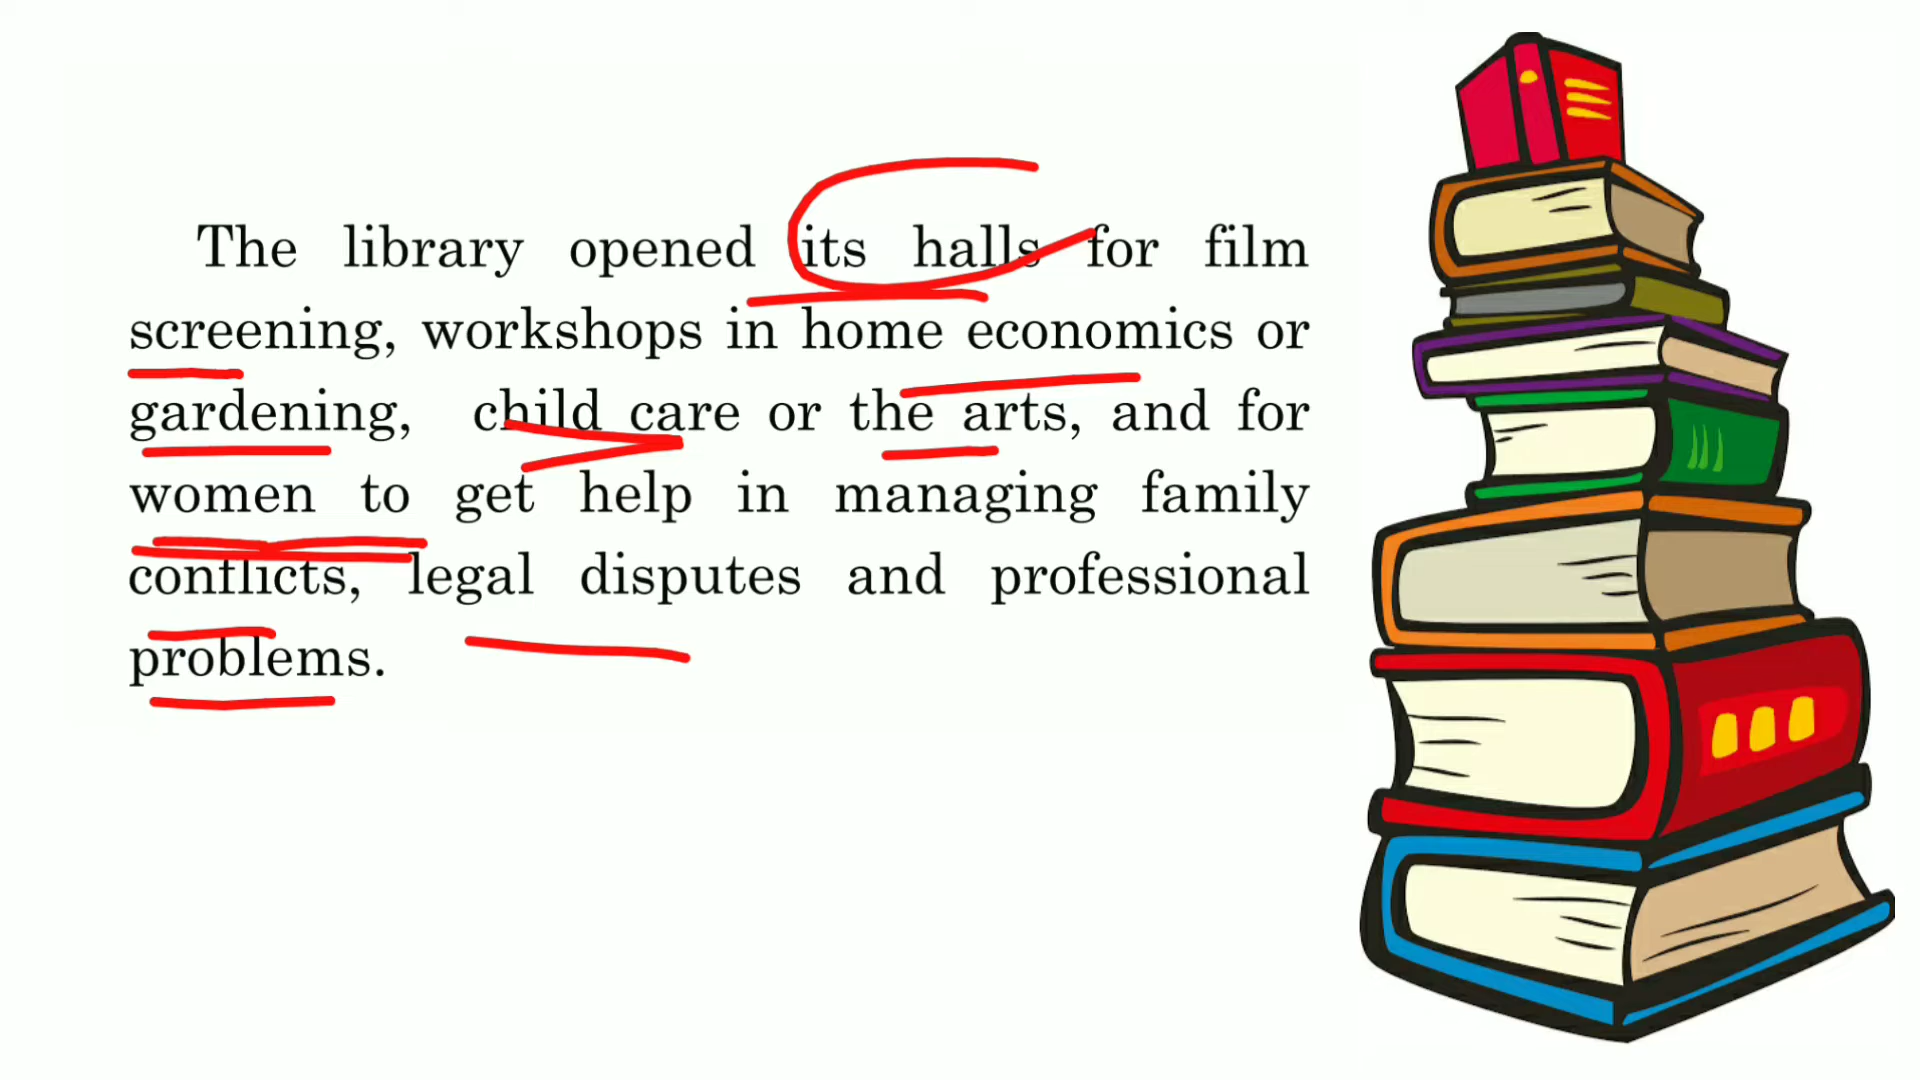 The library opened its halls for film
screening, workshops in home economics or
gardening, child care or the arts, and for
women to get help in managing family
conflicts, legal disputes and professional
problems.